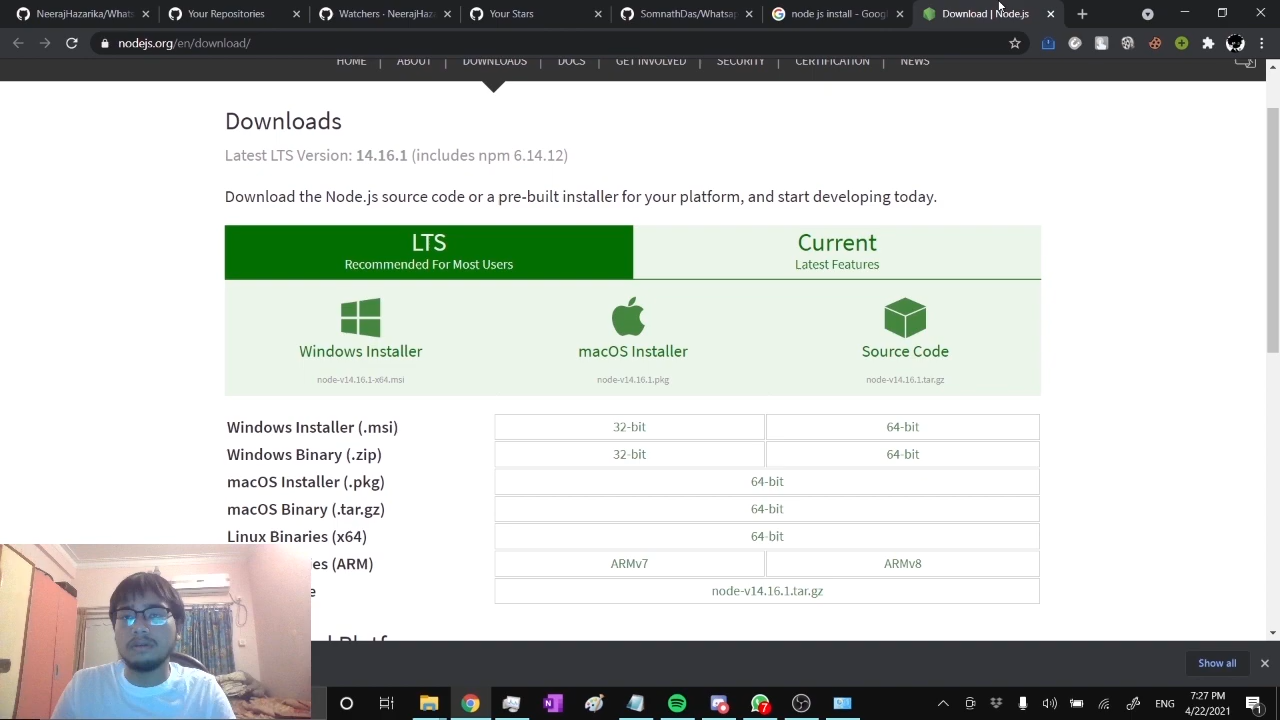 NeerajHazarika/Whats
Your Repositories
NeerajHazarika - Neeraj
NeerajHaz
Your Stars
SomnathDas/Whatsap
node install - Googl
Download | Node.js
nodejs.org/en/download/
HOME | ABOUT | DOWNLOADS | DOCS | GET INVOLVED | SECURITY | CERTIFICATION | NEWS
Downloads
Latest LTS Version: 14.16.1 (includes npm 6.14.12)
Download the Node.js source code or a pre-built installer for your platform, and start developing today.
LTS
Recommended For Most Users
Current
Latest Features
Windows Installer
node-v14.16.1-x64.msi
macOS Installer
node-v14.16.1.pkg
Source Code
node-v14.16.1.tar.gz
Windows Installer (.msi) 32-bit 64-bit
Windows Binary (.zip) 32-bit 64-bit
macOS Installer (.pkg) 64-bit
macOS Binary (.tar.gz) 64-bit
Linux Binaries (x64) 64-bit
ies (ARM) ARMv7 ARMv8
e node-v14.16.1.tar.gz
Show all
7
ENG
7:27 PM
4/22/2021
1